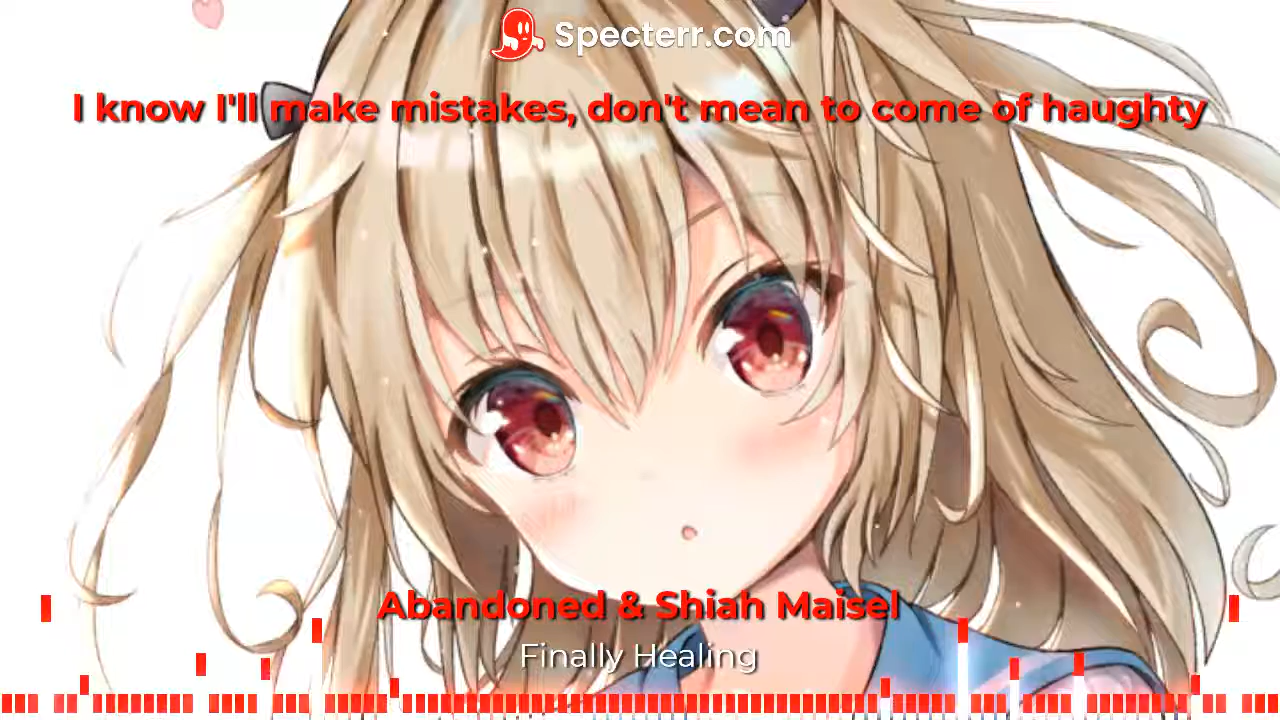 Specterr.com
I know I'll make mistakes, don't mean to come of haughty
Abandoned & Shiah Maisel
Finally Healing